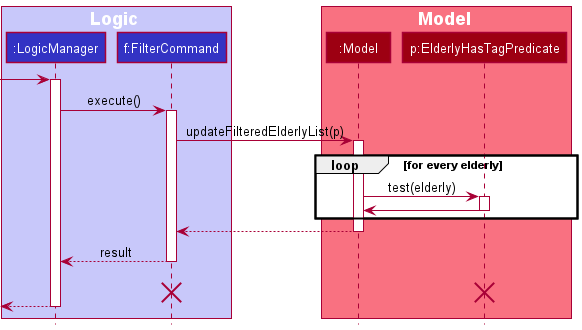 Logic
Model
:LogicManager
f:FilterCommand
:Model
p:ElderlyHasTagPredicate
execute()
updateFilteredElderlyList(p)
loop
[for every elderly]
test(elderly)
result